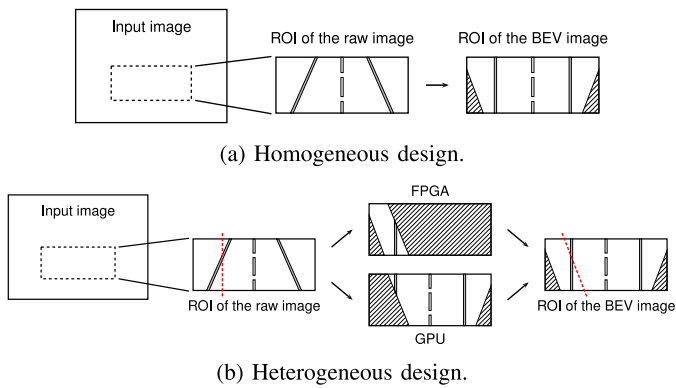 Input image
ROI of the raw image
ROI of the BEV image
(a) Homogeneous design.
FPGA
Input image
ROI of the raw image
ROI of the BEV image
GPU
(b) Heterogeneous design.